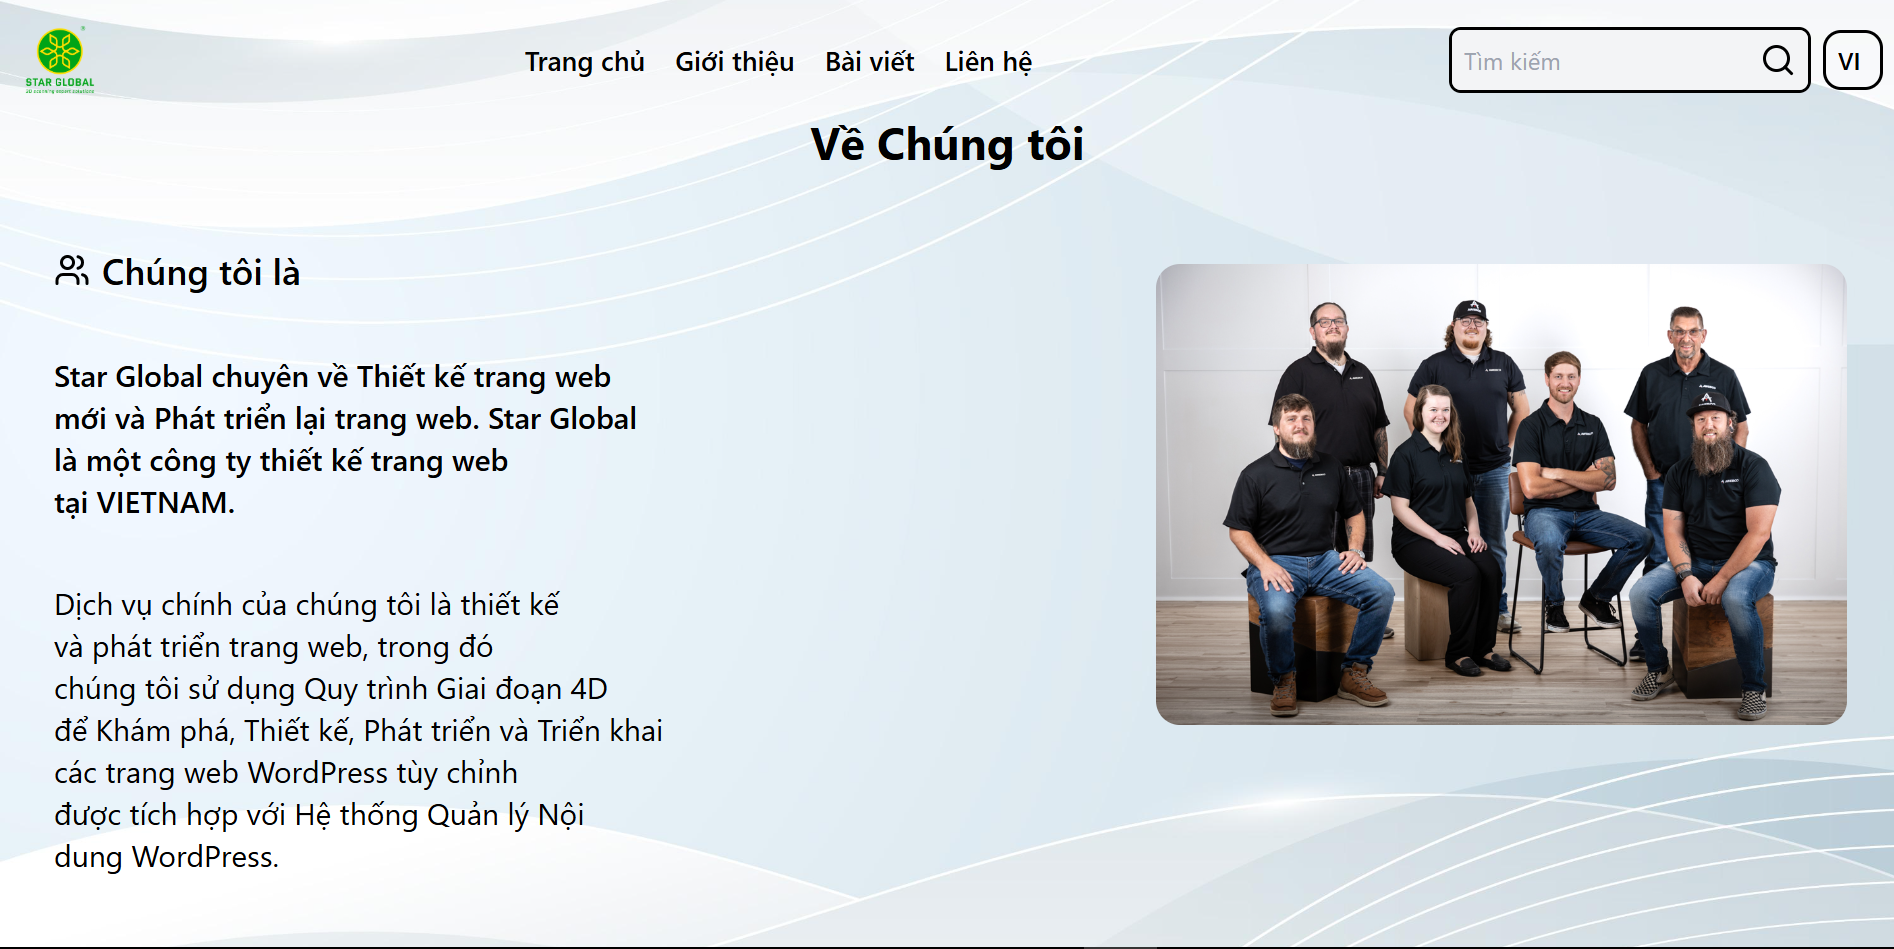 STAR GLOBAL
Trang chủ
Giới thiệu
Bài viết
Liên hệ
Tìm kiếm
VI
Về Chúng tôi
Chúng tôi là
Star Global chuyên về Thiết kế trang web
mới và Phát triển lại trang web. Star Global
là một công ty thiết kế trang web
tại VIETNAM.
Dịch vụ chính của chúng tôi là thiết kế
và phát triển trang web, trong đó
chúng tôi sử dụng Quy trình Giai đoạn 4D
để Khám phá, Thiết kế, Phát triển và Triển khai
các trang web WordPress tùy chỉnh
được tích hợp với Hệ thống Quản lý Nội
dung WordPress.